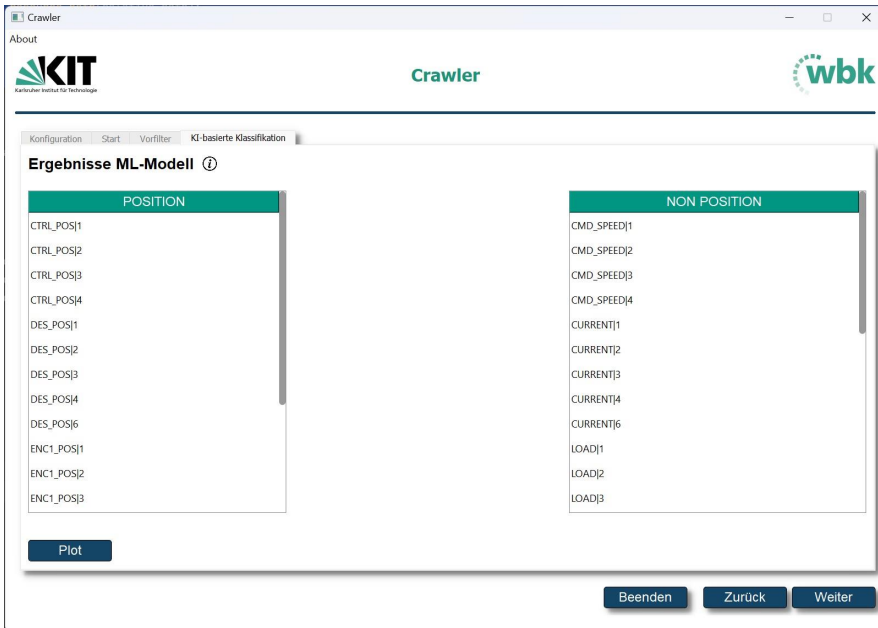 Crawler
About
KIT
Karlsruher Institut für Technologie
Crawler
wbk
Konfiguration Start Vorfilter KI-basierte Klassifikation
Ergebnisse ML-Modell i
POSITION
CTRL_POS|1
CTRL_POS|2
CTRL_POS|3
CTRL_POS|4
DES_POS|1
DES_POS|2
DES_POS|3
DES_POS|4
DES_POS|6
ENC1_POS|1
ENC1_POS|2
ENC1_POS|3
NON POSITION
CMD_SPEED|1
CMD_SPEED|2
CMD_SPEED|3
CMD_SPEED|4
CURRENT|1
CURRENT|2
CURRENT|3
CURRENT|4
CURRENT|6
LOAD|1
LOAD|2
LOAD|3
Plot
Beenden Zurück Weiter